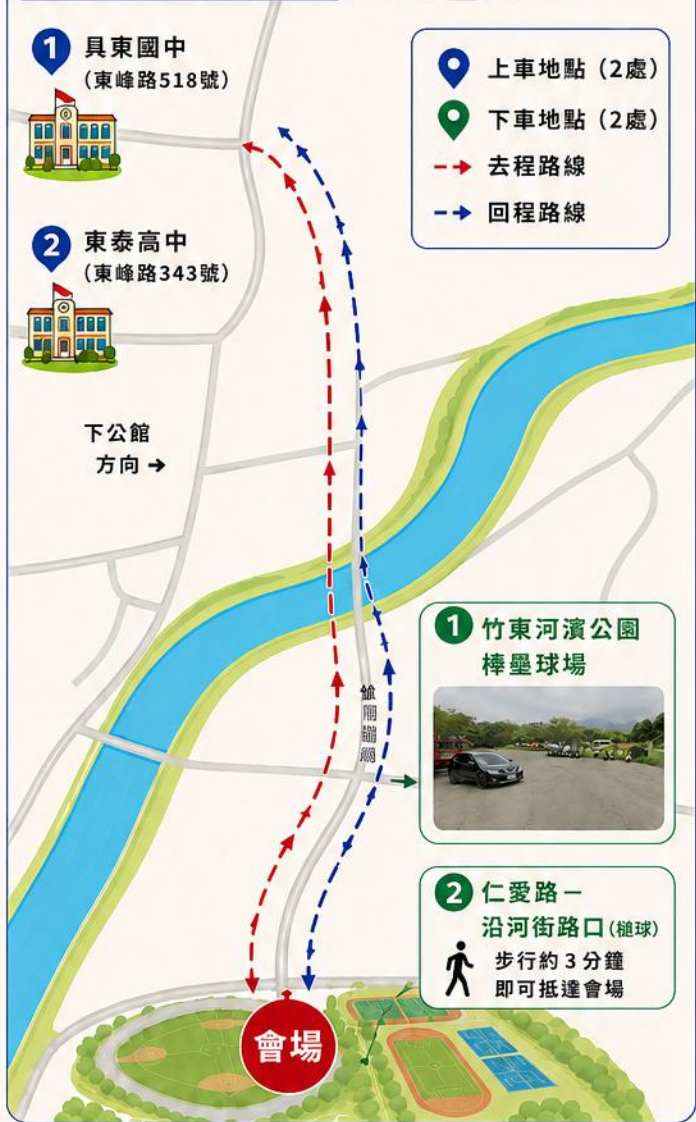 1 具東國中
(東峰路518號)
2 東泰高中
(東峰路343號)
上車地點 (2處)
下車地點 (2處)
去程路線
回程路線
下公館
方向 →
1 竹東河濱公園
棒壘球場
2 仁愛路－
沿河街路口(槌球)
步行約 3 分鐘
即可抵達會場
會場